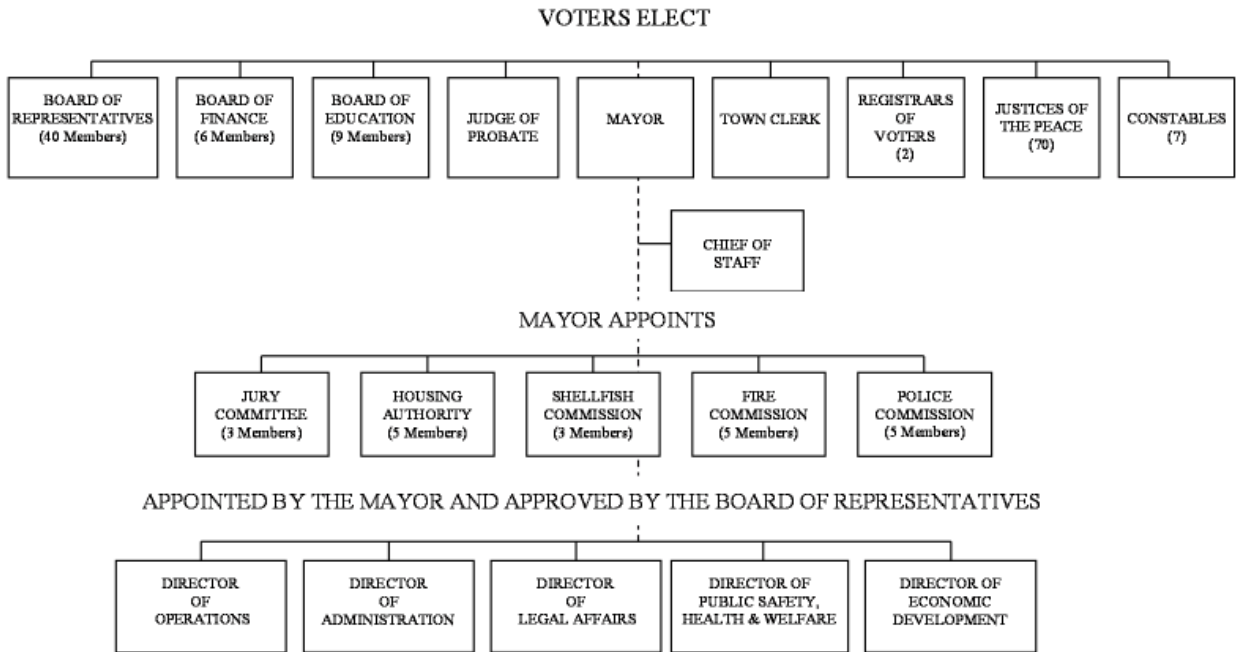 VOTERS ELECT
BOARD OF
REPRESENTATIVES
(40 Members)
BOARD OF
FINANCE
(6 Members)
BOARD OF
EDUCATION
(9 Members)
JUDGE OF
PROBATE
MAYOR
TOWN CLERK
REGISTRARS
OF
VOTERS
(2)
JUSTICES OF
THE PEACE
(70)
CONSTABLES
(7)
CHIEF OF
STAFF
MAYOR APPOINTS
JURY
COMMITTEE
(3 Members)
HOUSING
AUTHORITY
(5 Members)
SHELLFISH
COMMISSION
(3 Members)
FIRE
COMMISSION
(5 Members)
POLICE
COMMISSION
(5 Members)
APPOINTED BY THE MAYOR AND APPROVED BY THE BOARD OF REPRESENTATIVES
DIRECTOR
OF
OPERATIONS
DIRECTOR
OF
ADMINISTRATION
DIRECTOR
OF
LEGAL AFFAIRS
DIRECTOR OF
PUBLIC SAFETY,
HEALTH & WELFARE
DIRECTOR OF
ECONOMIC
DEVELOPMENT